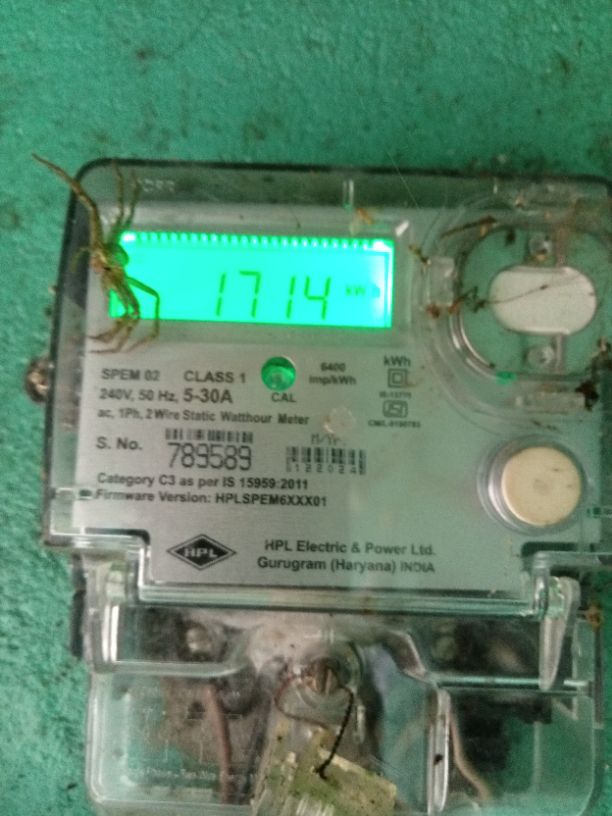 1714 kWh
SPEM 02 CLASS 1
6400 imp/kWh
kWh
240V, 50 Hz, 5-30A
CAL
ac, 1Ph, 2 Wire Static Watthour Meter
S. No. 789589
M/YR.
122024
Category C3 as per IS 15959:2011
Firmware Version: HPLSPEM6XXX01
HPL
HPL Electric & Power Ltd.
Gurugram (Haryana) INDIA